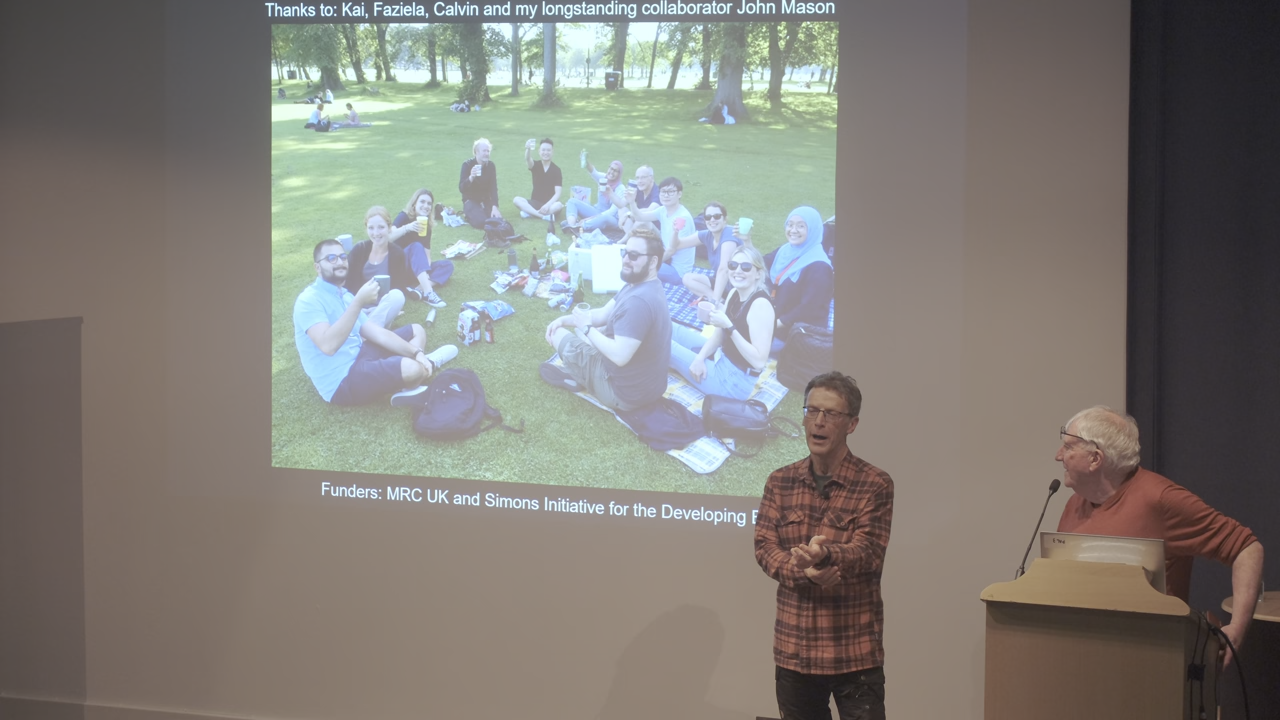 Thanks to: Kai, Faziela, Calvin and my longstanding collaborator John Mason
Funders: MRC UK and Simons Initiative for the Developing